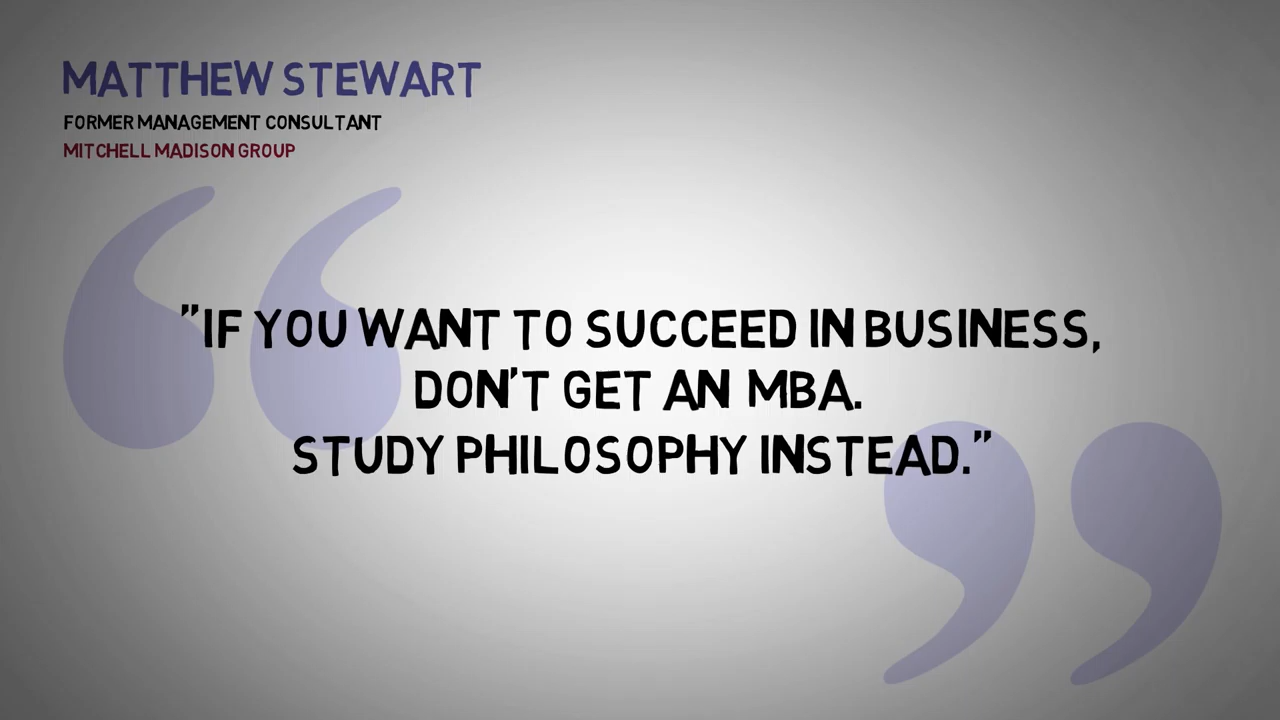 MATTHEW STEWART
FORMER MANAGEMENT CONSULTANT
MITCHELL MADISON GROUP
"IF YOU WANT TO SUCCEED IN BUSINESS,
DON'T GET AN MBA.
STUDY PHILOSOPHY INSTEAD."